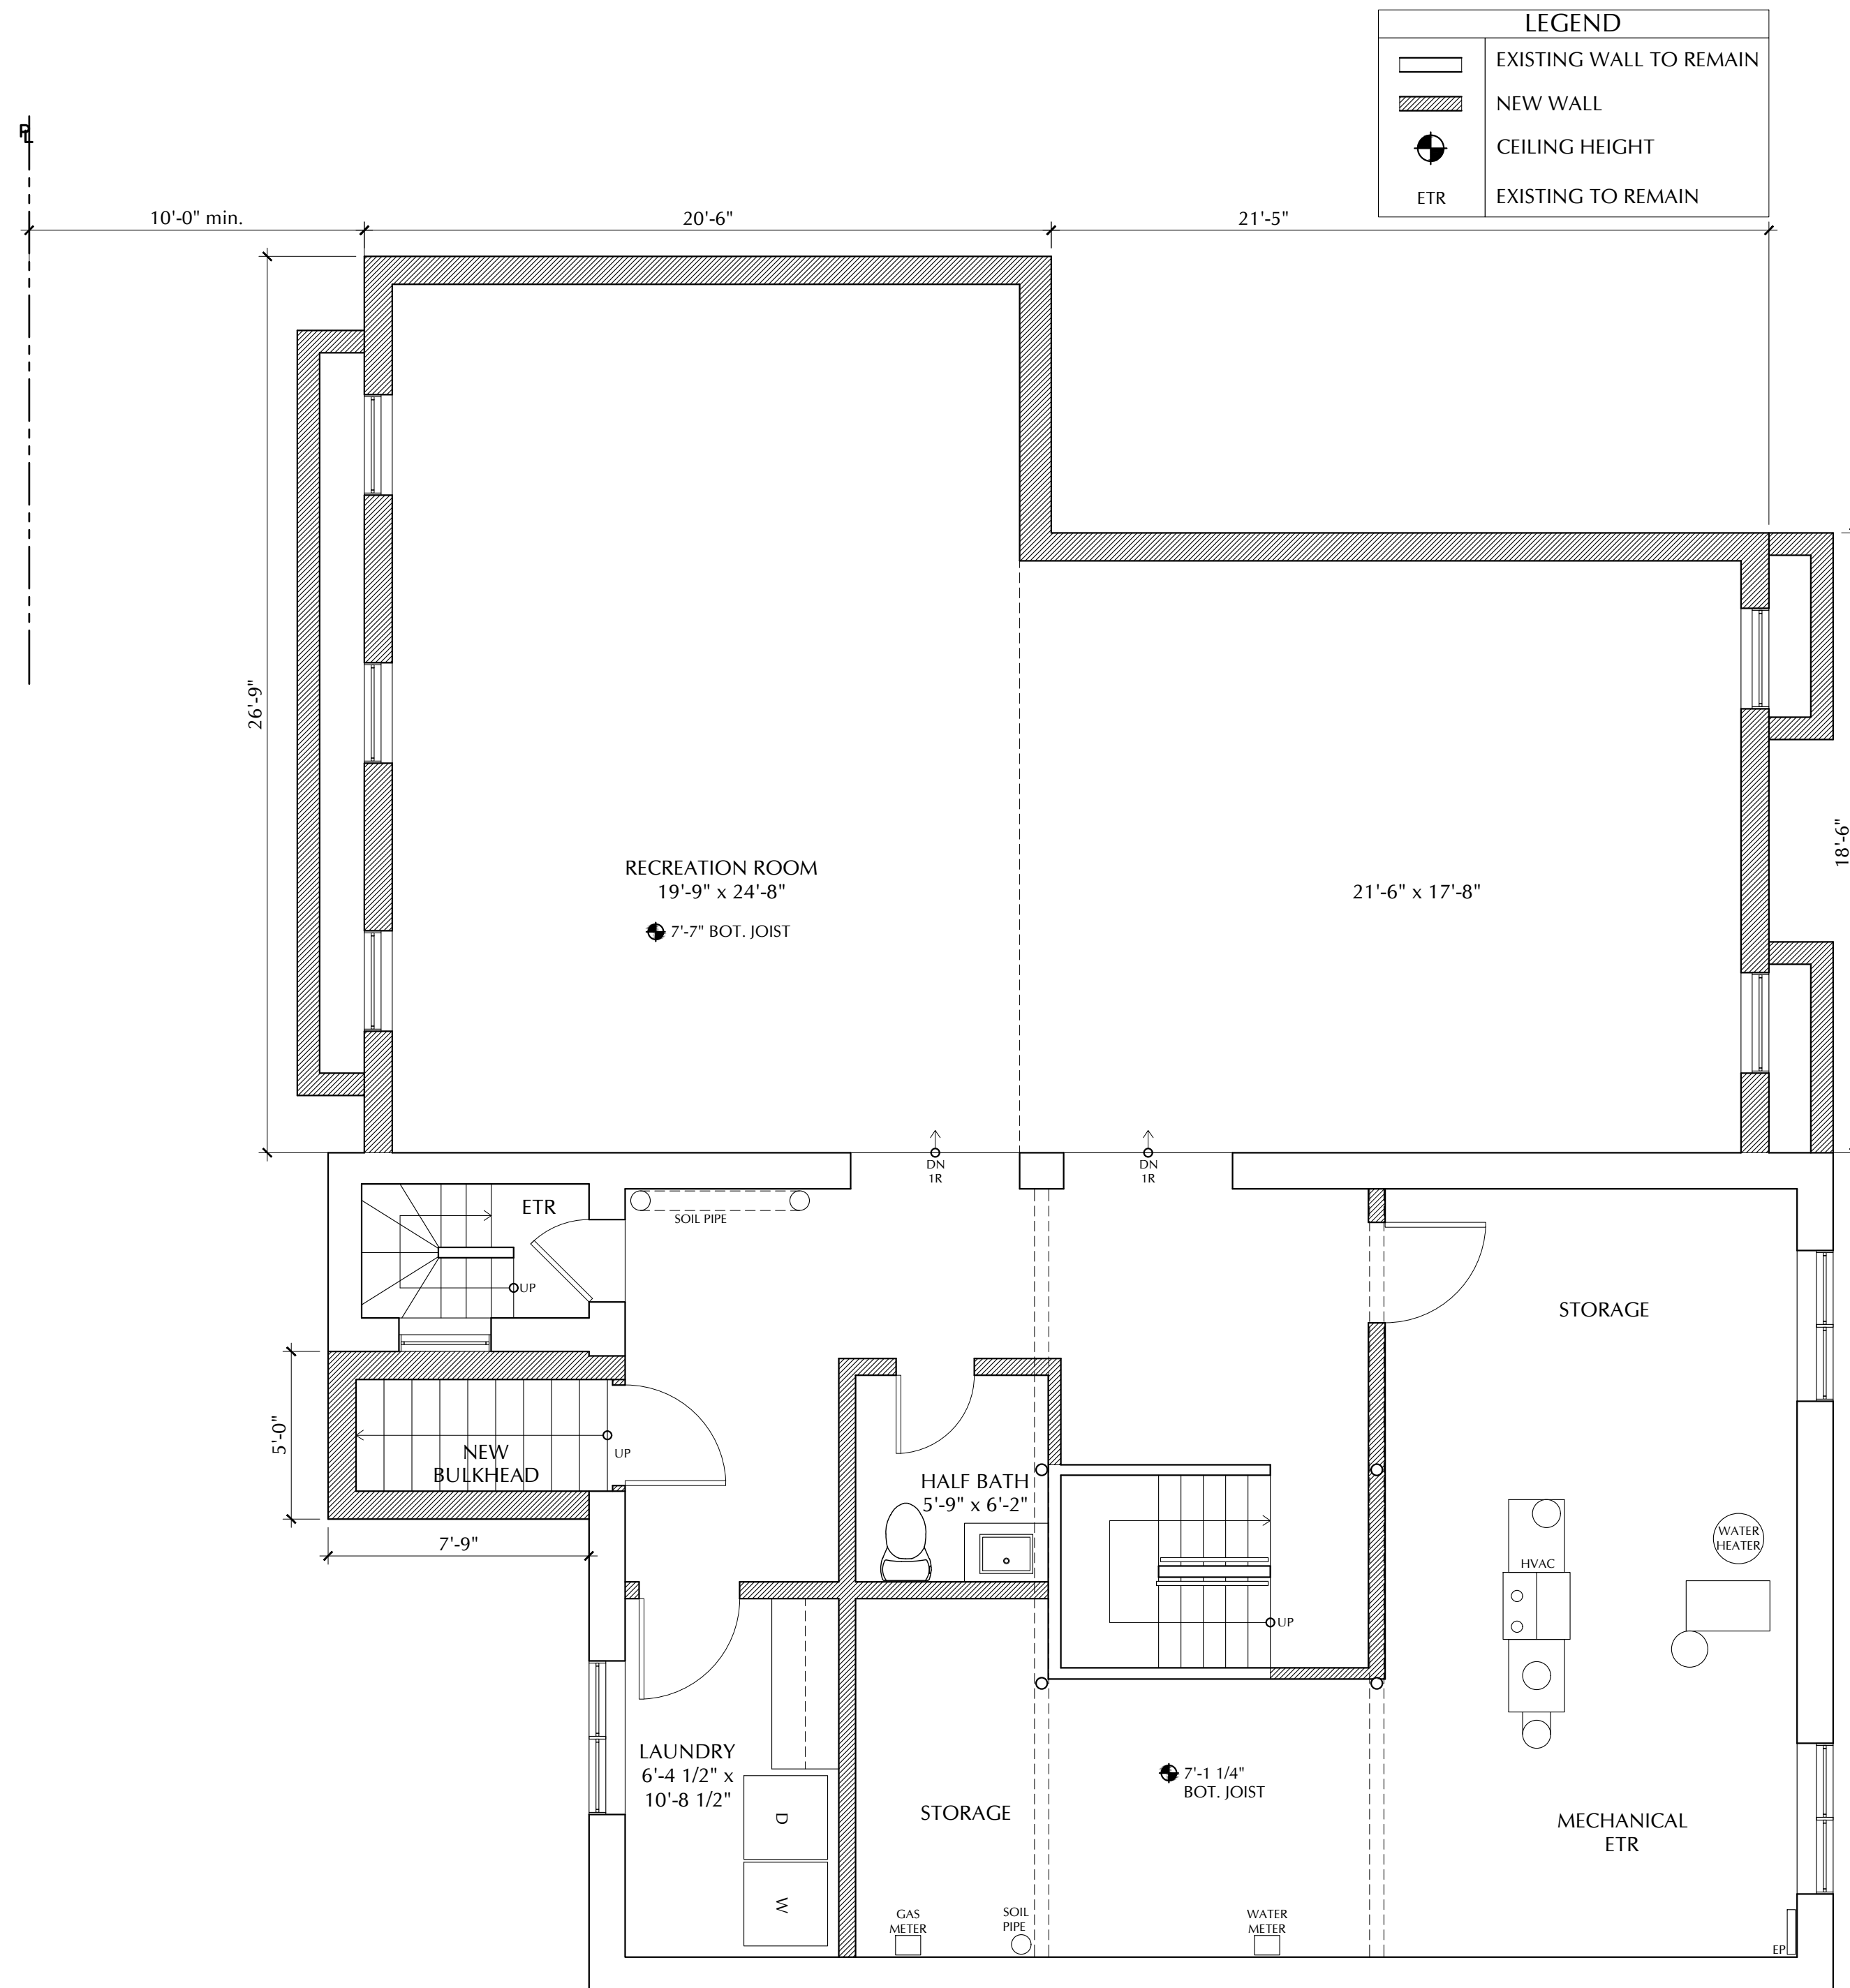 LEGEND
EXISTING WALL TO REMAIN
NEW WALL
CEILING HEIGHT
ETR
EXISTING TO REMAIN
PL
10'-0" min.
20'-6"
21'-5"
26'-9"
18'-6"
RECREATION ROOM
19'-9" x 24'-8"
7'-7" BOT. JOIST
21'-6" x 17'-8"
DN
1R
DN
1R
ETR
SOIL PIPE
UP
STORAGE
5'-0"
NEW
BULKHEAD
UP
7'-9"
HALF BATH
5'-9" x 6'-2"
UP
HVAC
WATER
HEATER
LAUNDRY
6'-4 1/2" x
10'-8 1/2"
D
W
STORAGE
7'-1 1/4"
BOT. JOIST
MECHANICAL
ETR
GAS
METER
SOIL
PIPE
WATER
METER
EP